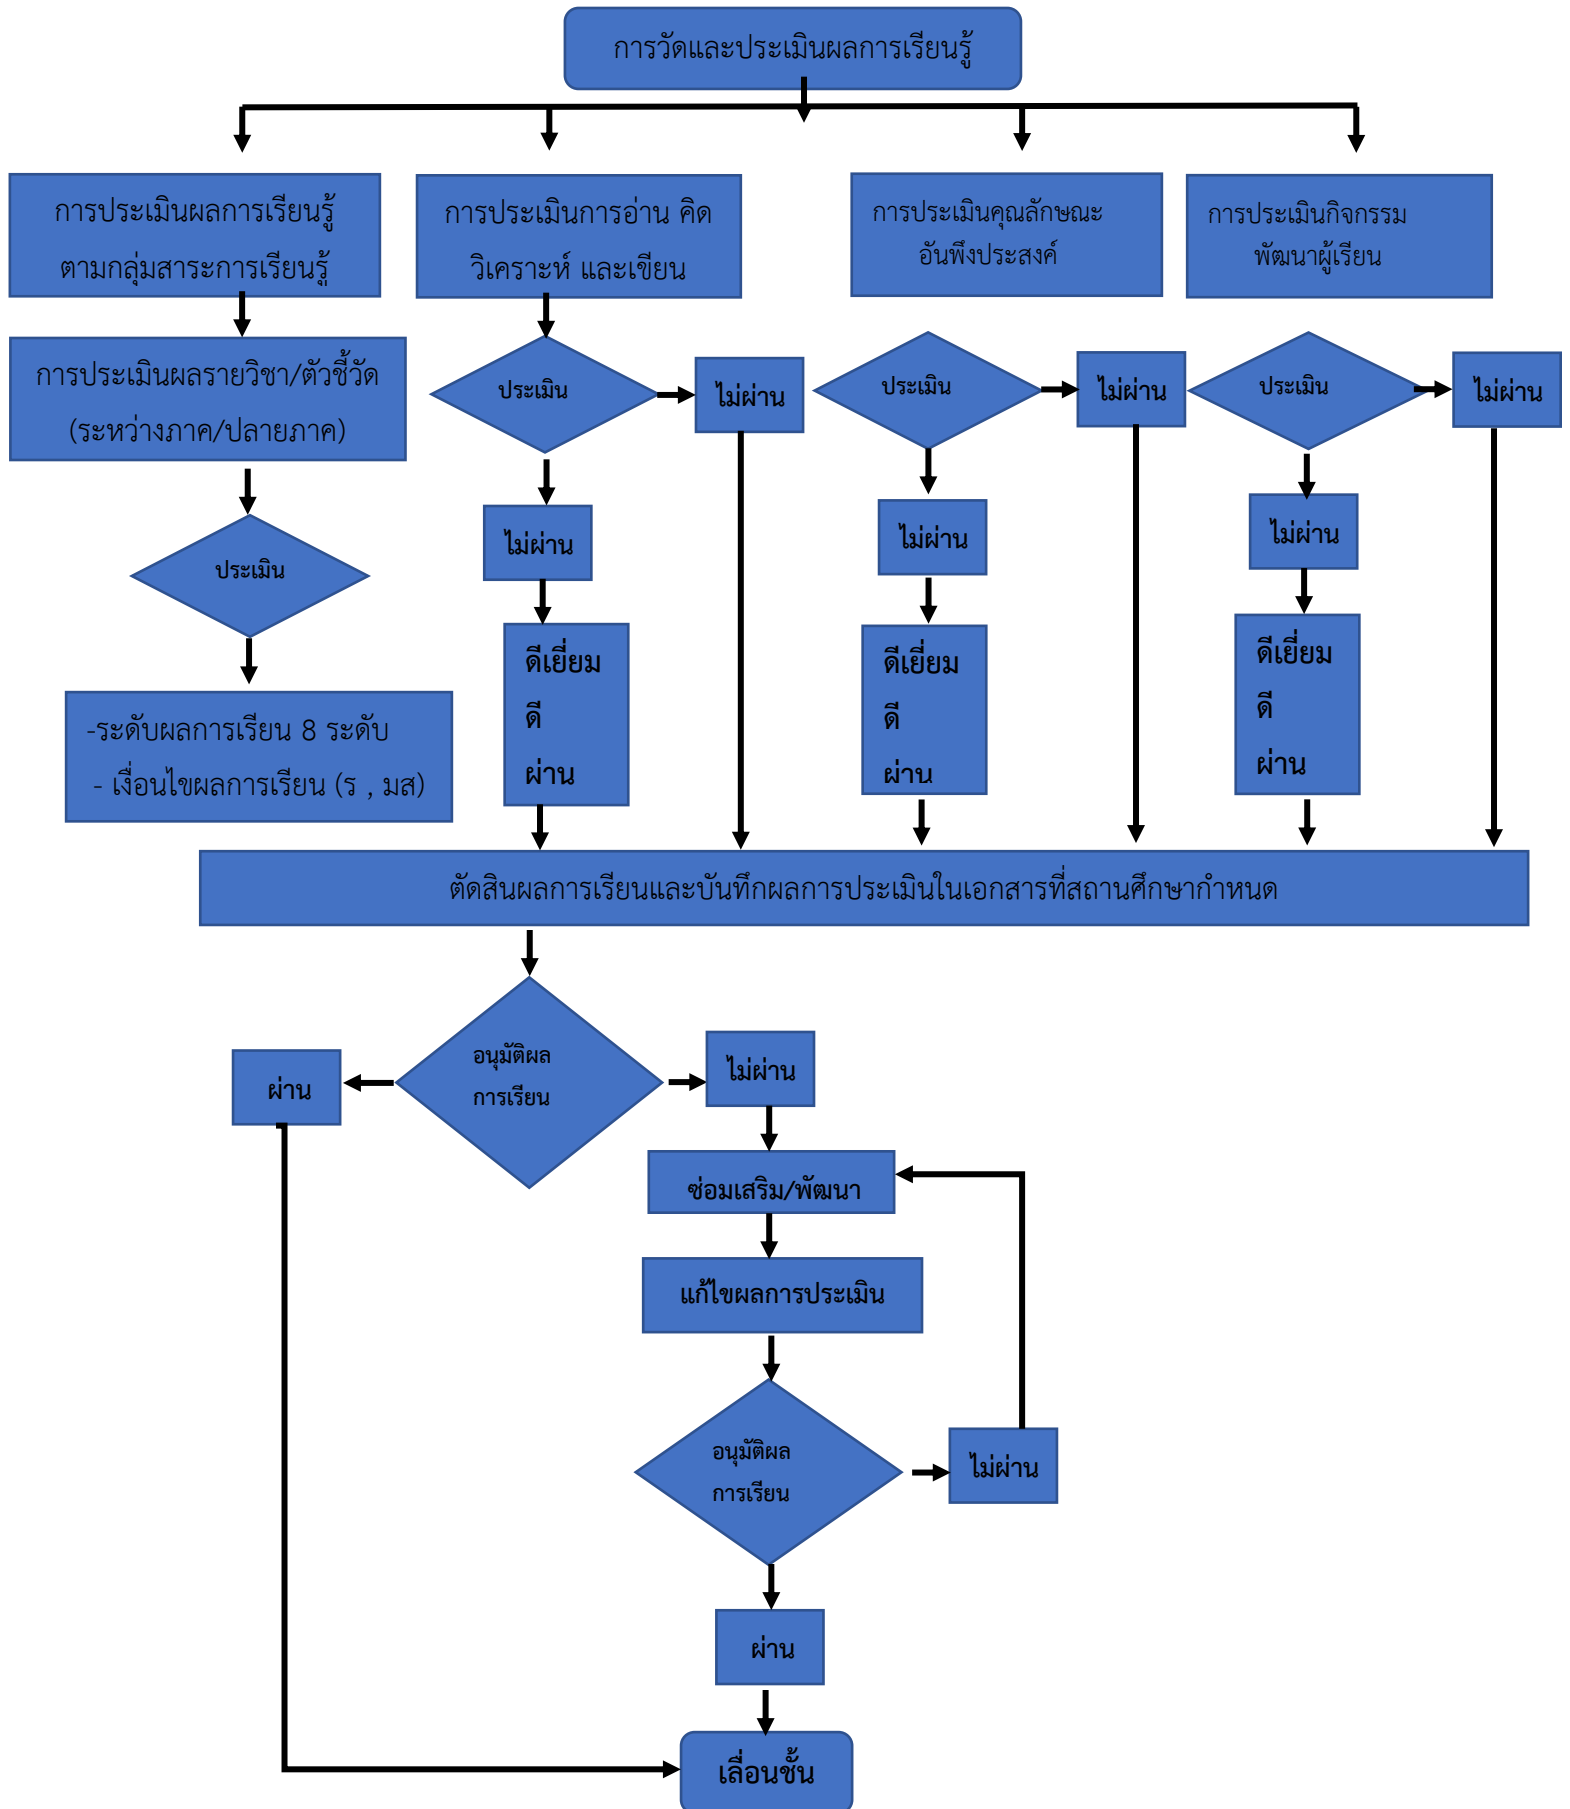 การวัดและประเมินผลการเรียนรู้
การประเมินผลการเรียนรู้
ตามกลุ่มสาระการเรียนรู้
การประเมินการอ่าน คิด
วิเคราะห์ และเขียน
การประเมินคุณลักษณะ
อันพึงประสงค์
การประเมินกิจกรรม
พัฒนาผู้เรียน
การประเมินผลรายวิชา/ตัวชี้วัด
(ระหว่างภาค/ปลายภาค)
ประเมิน
ไม่ผ่าน
ประเมิน
ไม่ผ่าน
ประเมิน
ไม่ผ่าน
ประเมิน
ไม่ผ่าน
ไม่ผ่าน
ไม่ผ่าน
-ระดับผลการเรียน 8 ระดับ
- เงื่อนไขผลการเรียน (ร , มส)
ดีเยี่ยม
ดี
ผ่าน
ดีเยี่ยม
ดี
ผ่าน
ดีเยี่ยม
ดี
ผ่าน
ตัดสินผลการเรียนและบันทึกผลการประเมินในเอกสารที่สถานศึกษากำหนด
อนุมัติผล
การเรียน
ผ่าน
ไม่ผ่าน
ซ่อมเสริม/พัฒนา
แก้ไขผลการประเมิน
อนุมัติผล
การเรียน
ไม่ผ่าน
ผ่าน
เลื่อนชั้น